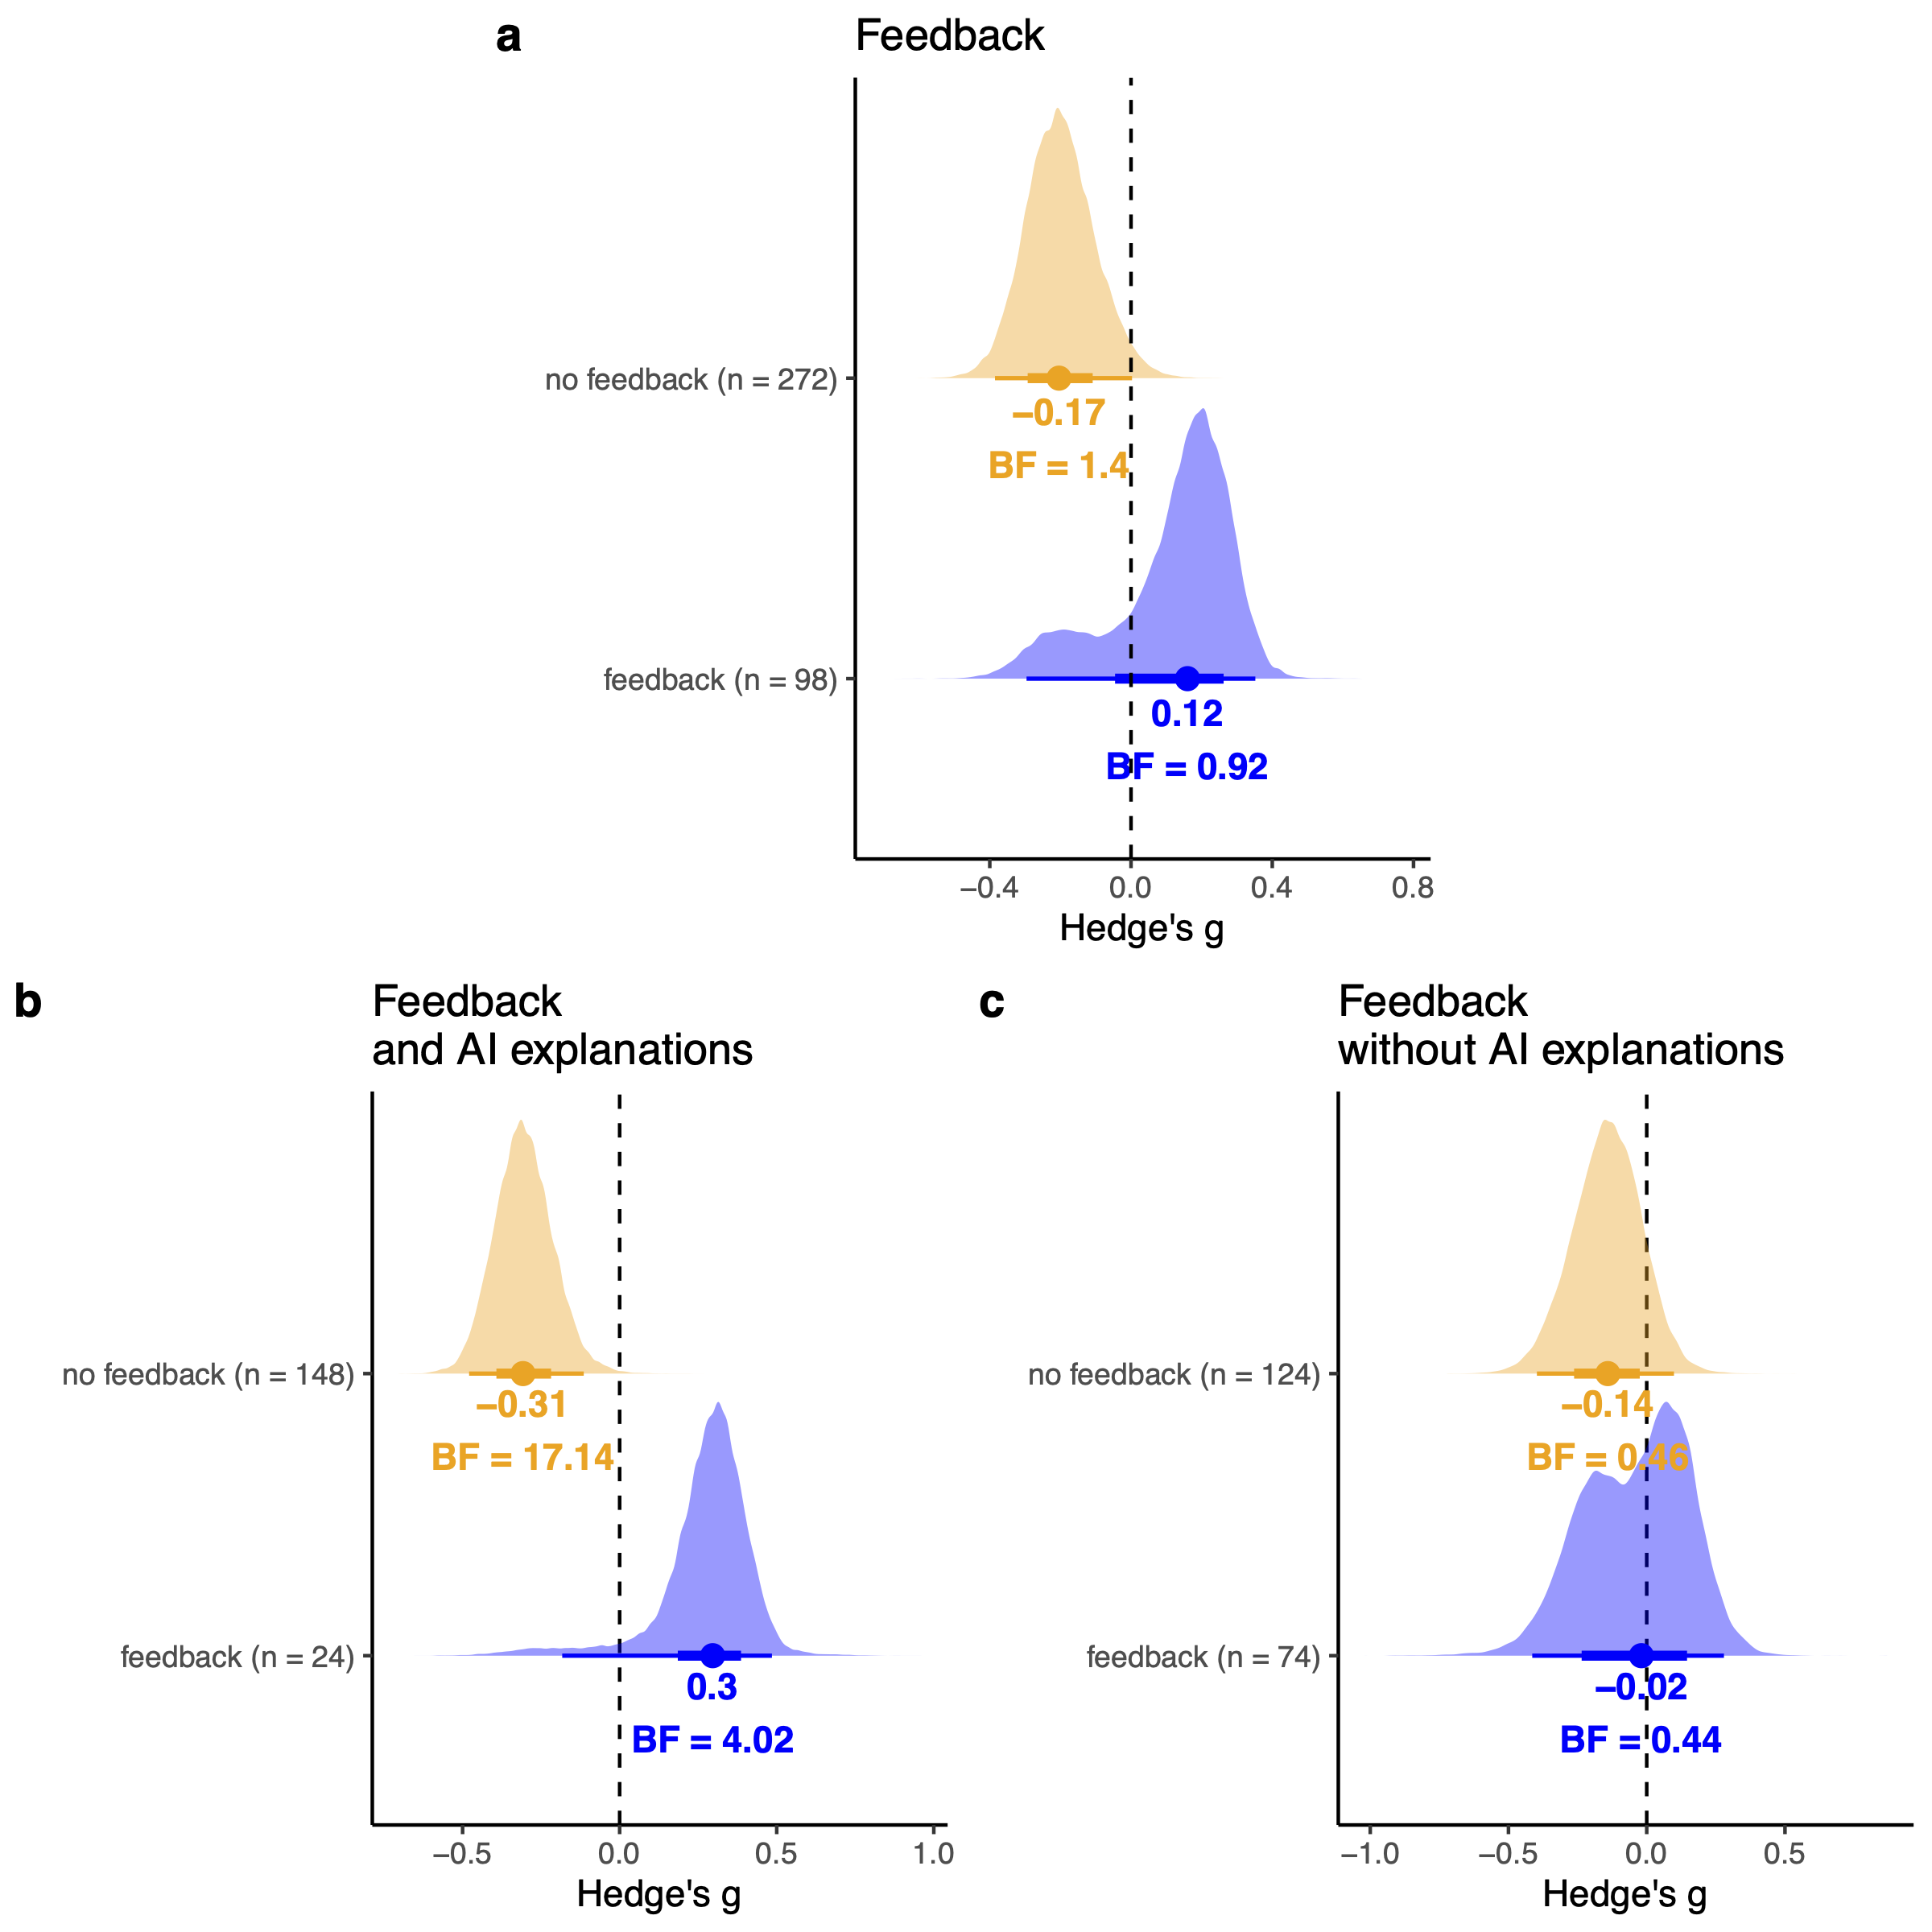 a
Feedback
no feedback (n = 272)
−0.17
BF = 1.4
feedback (n = 98)
0.12
BF = 0.92
−0.4 0.0 0.4 0.8
Hedge's g
b
Feedback
and AI explanations
no feedback (n = 148)
−0.31
BF = 17.14
feedback (n = 24)
0.3
BF = 4.02
−0.5 0.0 0.5 1.0
Hedge's g
c
Feedback
without AI explanations
no feedback (n = 124)
−0.14
BF = 0.46
feedback (n = 74)
−0.02
BF = 0.44
−1.0 −0.5 0.0 0.5
Hedge's g